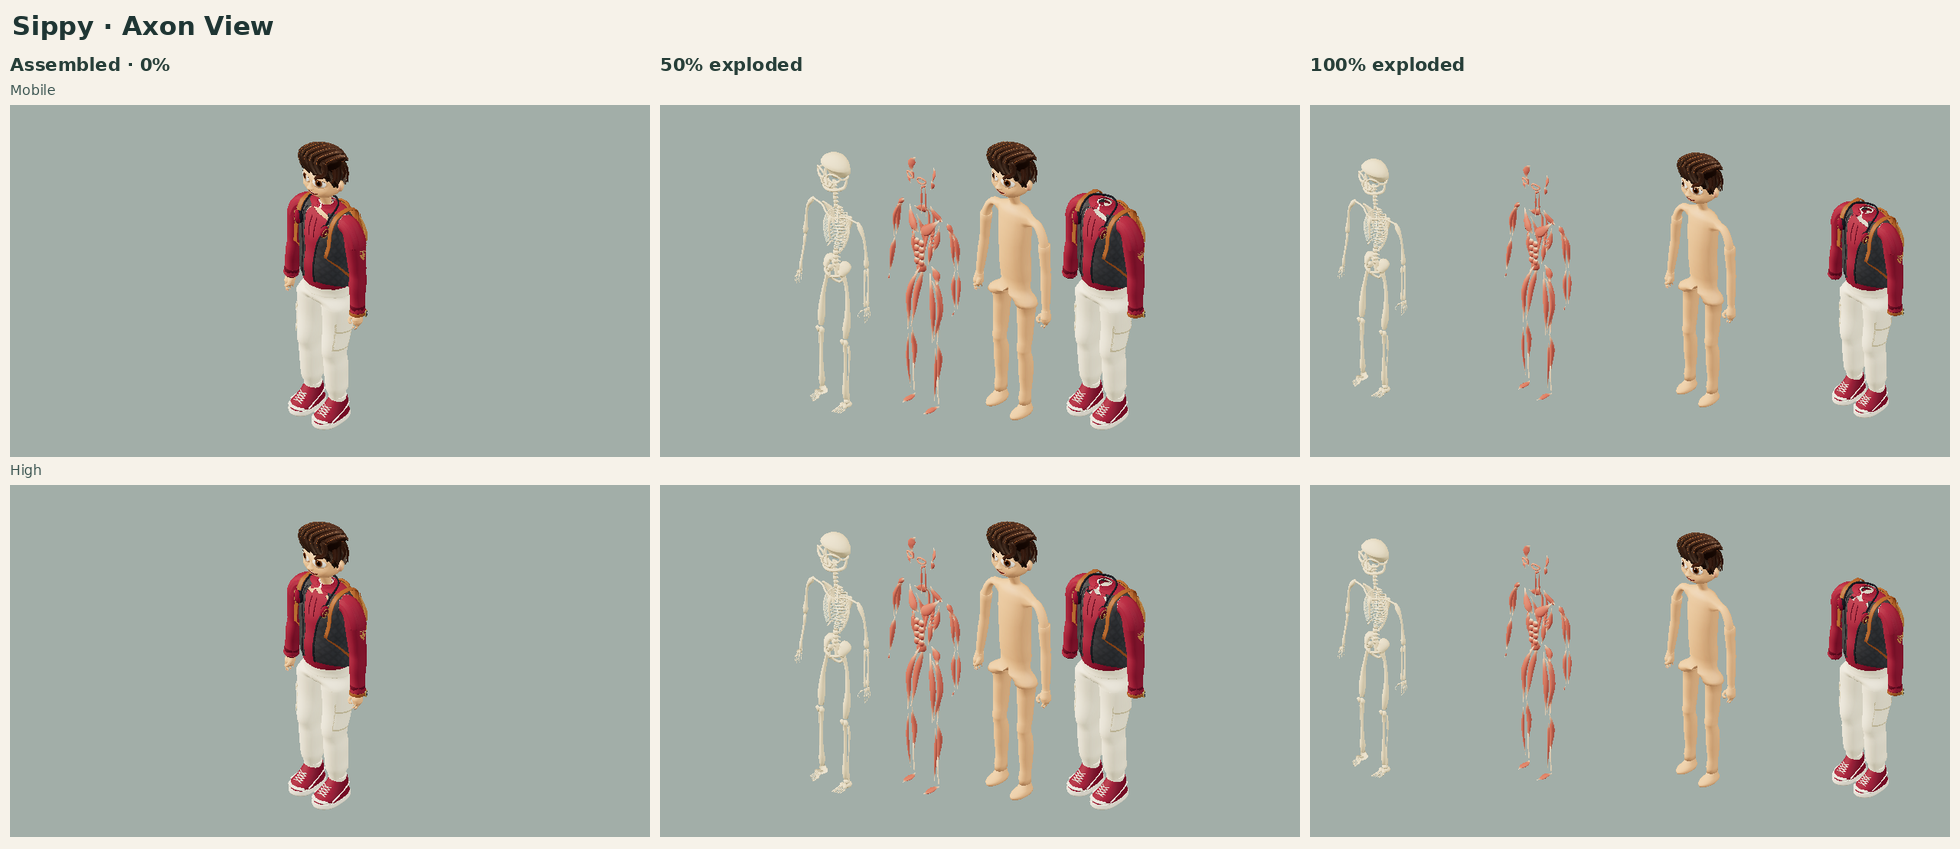 Sippy · Axon View
Assembled · 0%
50% exploded
100% exploded
Mobile
High